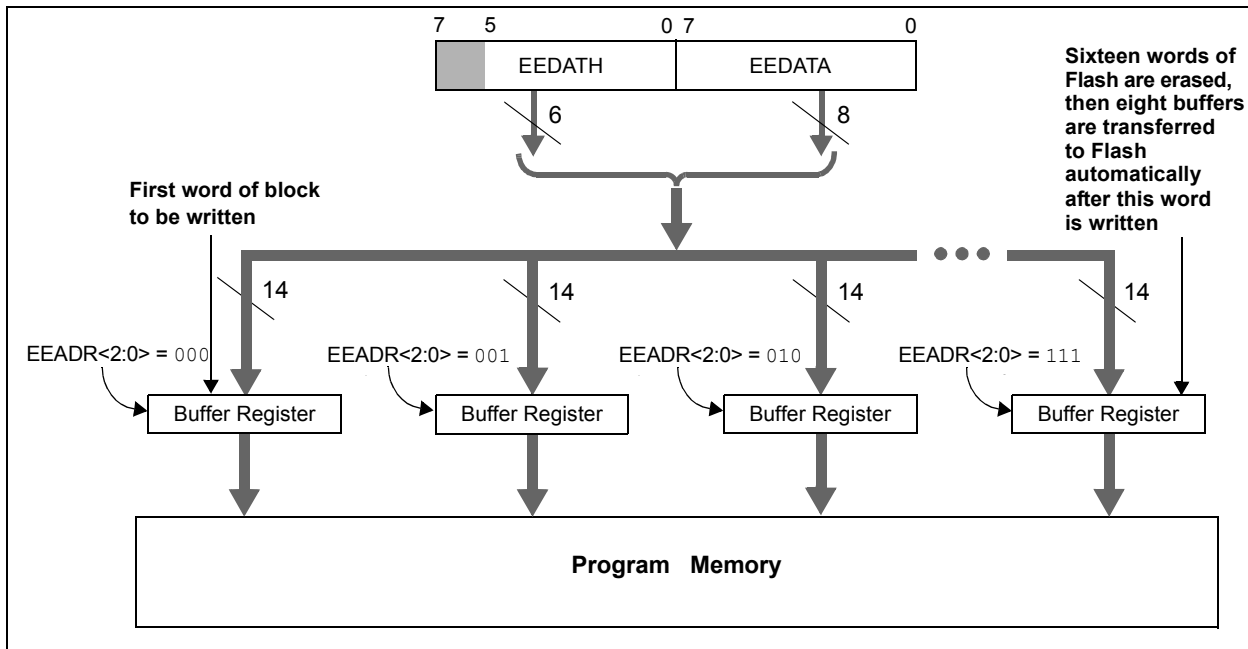 7 5 0 7 0
EEDATH EEDATA
6 8
Sixteen words of
Flash are erased,
then eight buffers
are transferred
to Flash
automatically
after this word
is written
First word of block
to be written
14 14 14 14
EEADR<2:0> = 000 EEADR<2:0> = 001 EEADR<2:0> = 010 EEADR<2:0> = 111
Buffer Register Buffer Register Buffer Register Buffer Register
Program Memory